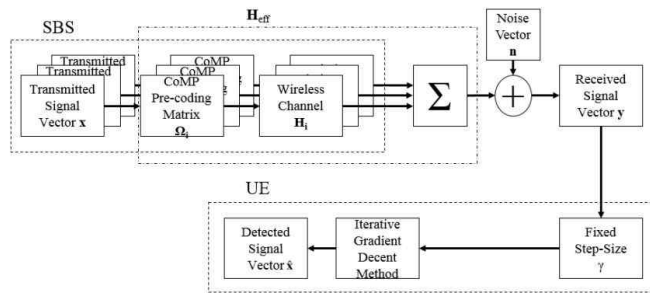 H_eff
SBS
Transmitted
Transmitted
Transmitted
Signal
Vector x
CoMP
CoMP
CoMP
Pre-coding
Matrix
Ω_i
Wireless
Channel
H_i
Σ
Noise
Vector
n
+
Received
Signal
Vector y
UE
Detected
Signal
Vector x̂
Iterative
Gradient
Decent
Method
Fixed
Step-Size
γ